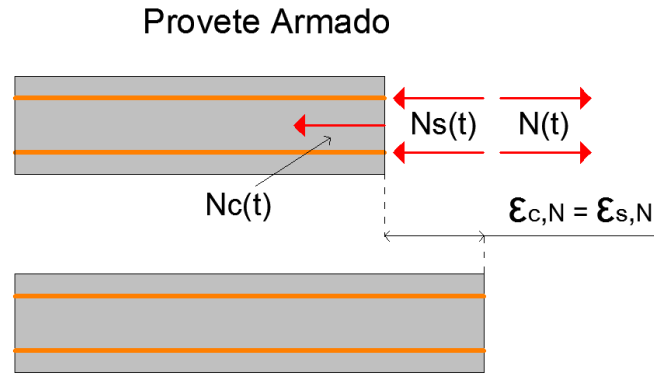 Provete Armado
Ns(t) N(t)
Nc(t)
εc,N = εs,N